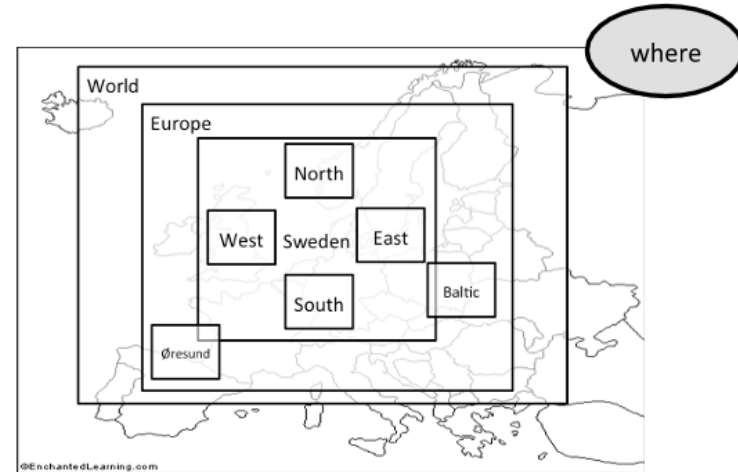 where
World
Europe
North
West
Sweden
East
South
Baltic
Øresund
©EnchantedLearning.com